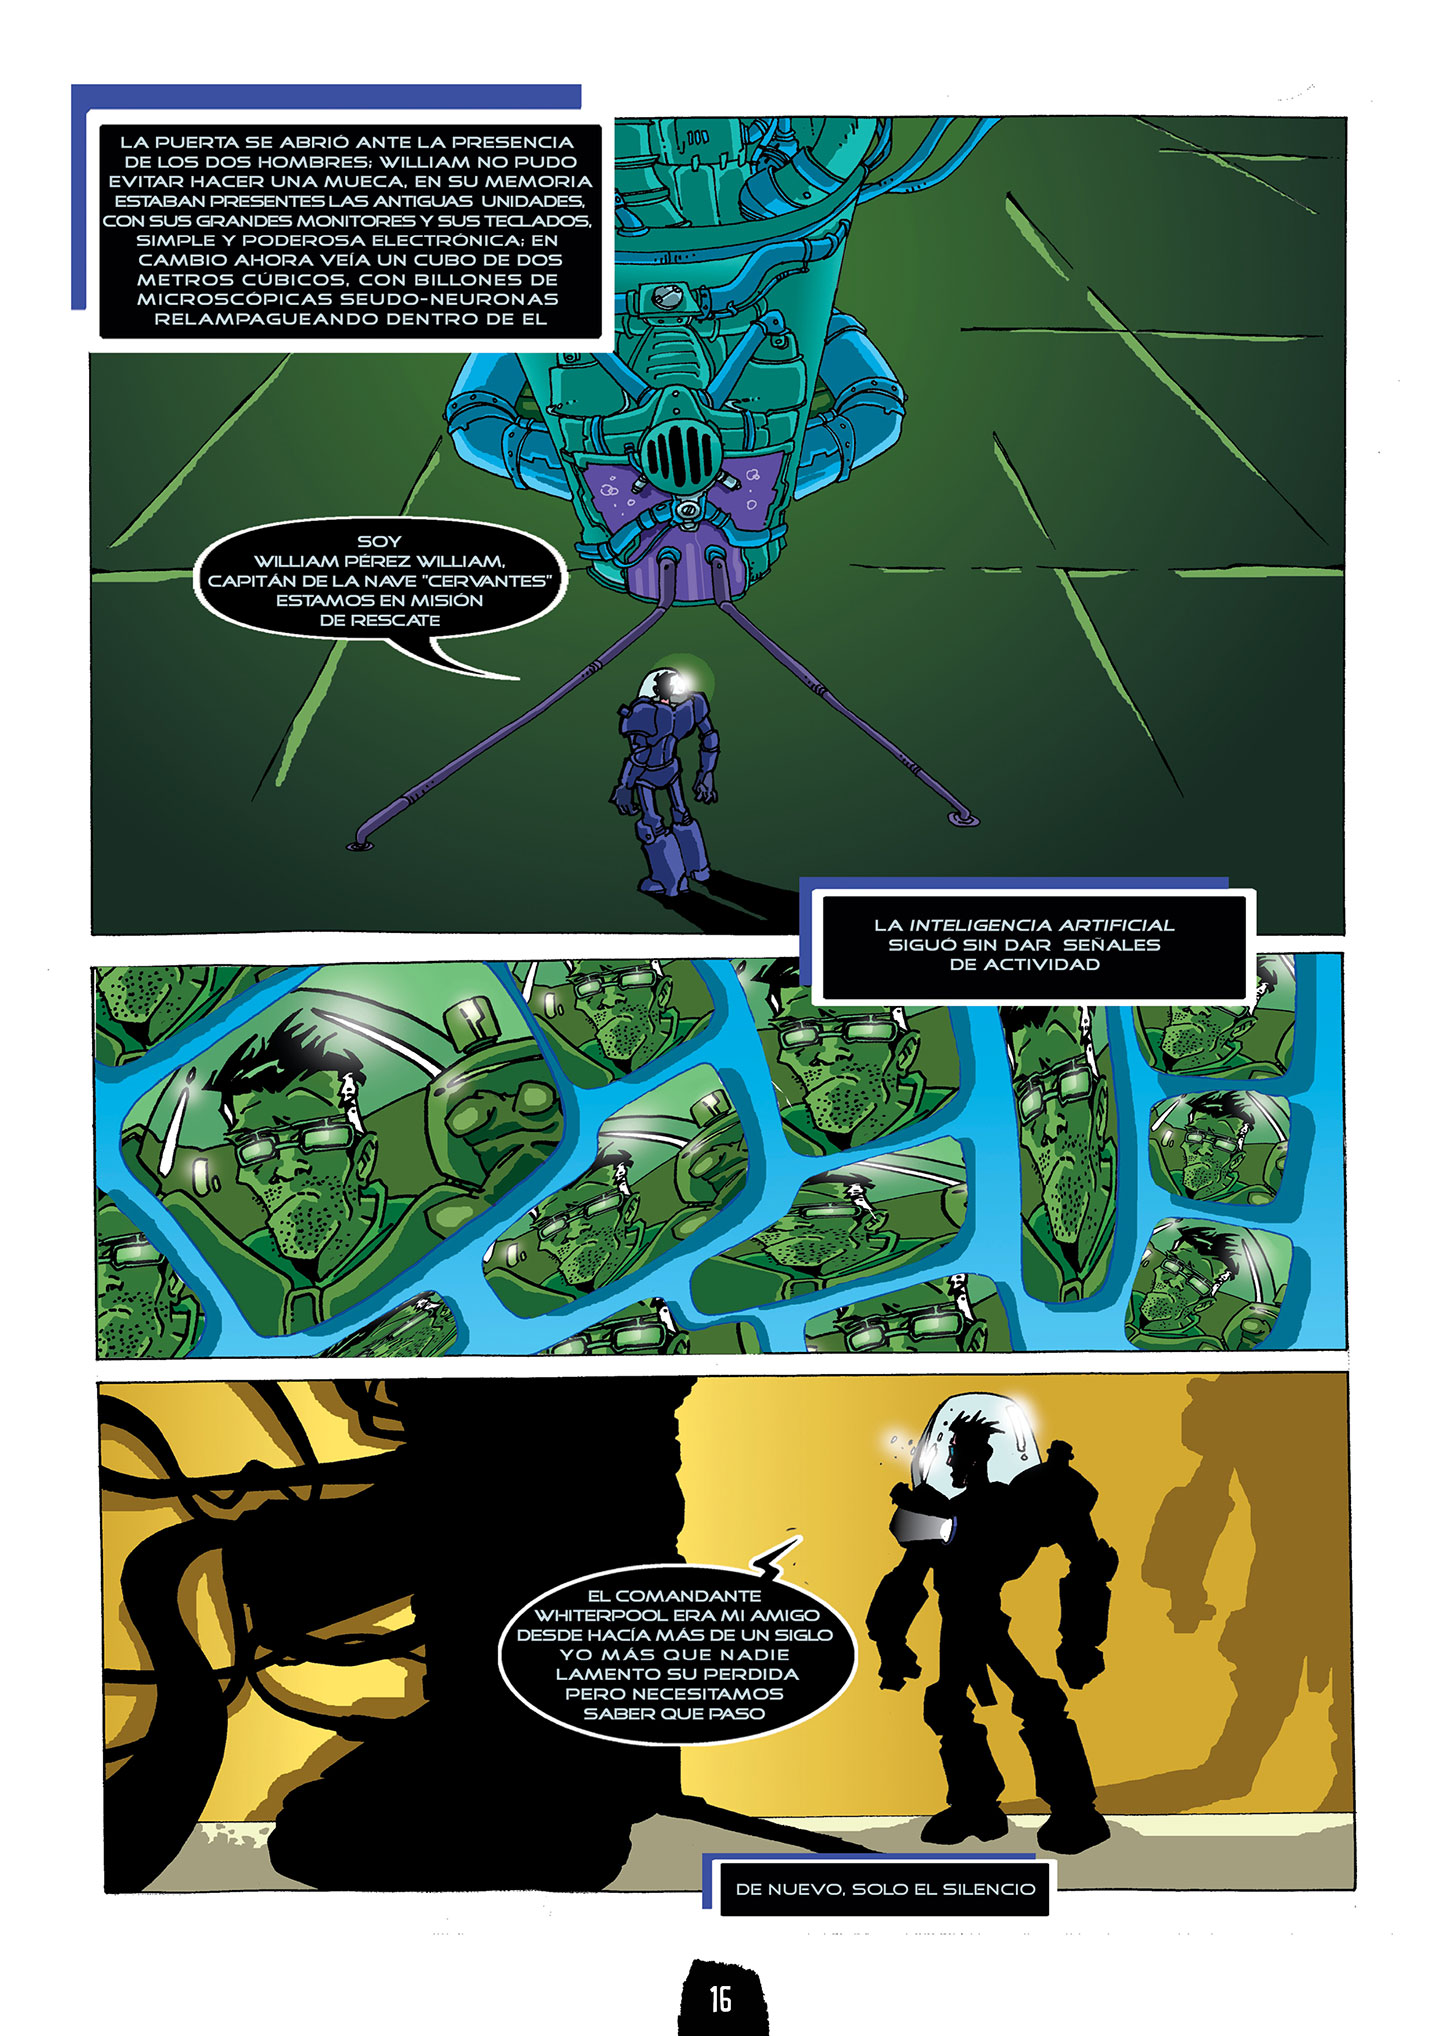 LA PUERTA SE ABRIÓ ANTE LA PRESENCIA
DE LOS DOS HOMBRES; WILLIAM NO PUDO
EVITAR HACER UNA MUECA, EN SU MEMORIA
ESTABAN PRESENTES LAS ANTIGUAS UNIDADES,
CON SUS GRANDES MONITORES Y SUS TECLADOS,
SIMPLE Y PODEROSA ELECTRÓNICA; EN
CAMBIO AHORA VEÍA UN CUBO DE DOS
METROS CÚBICOS, CON BILLONES DE
MICROSCÓPICAS SEUDO-NEURONAS
RELAMPAGUEANDO DENTRO DE EL
SOY
WILLIAM PÉREZ WILLIAM,
CAPITÁN DE LA NAVE "CERVANTES"
ESTAMOS EN MISIÓN
DE RESCATE
LA INTELIGENCIA ARTIFICIAL
SIGUÓ SIN DAR SEÑALES
DE ACTIVIDAD
EL COMANDANTE
WHITERPOOL ERA MI AMIGO
DESDE HACÍA MÁS DE UN SIGLO
YO MÁS QUE NADIE
LAMENTO SU PERDIDA
PERO NECESITAMOS
SABER QUE PASO
DE NUEVO, SOLO EL SILENCIO
16